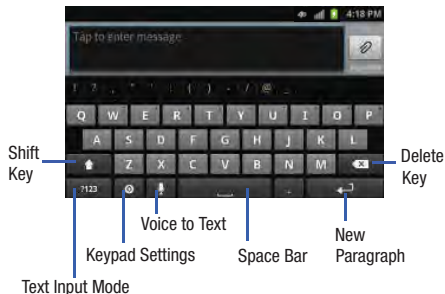 4:18 PM
Tap to enter message
! ? , " ' : ( ) - / @ _
Q W E R T Y U I O P
A S D F G H J K L
Shift
Key
Z X C V B N M
Delete
Key
?123
.
Voice to Text
New
Paragraph
Keypad Settings
Space Bar
Text Input Mode